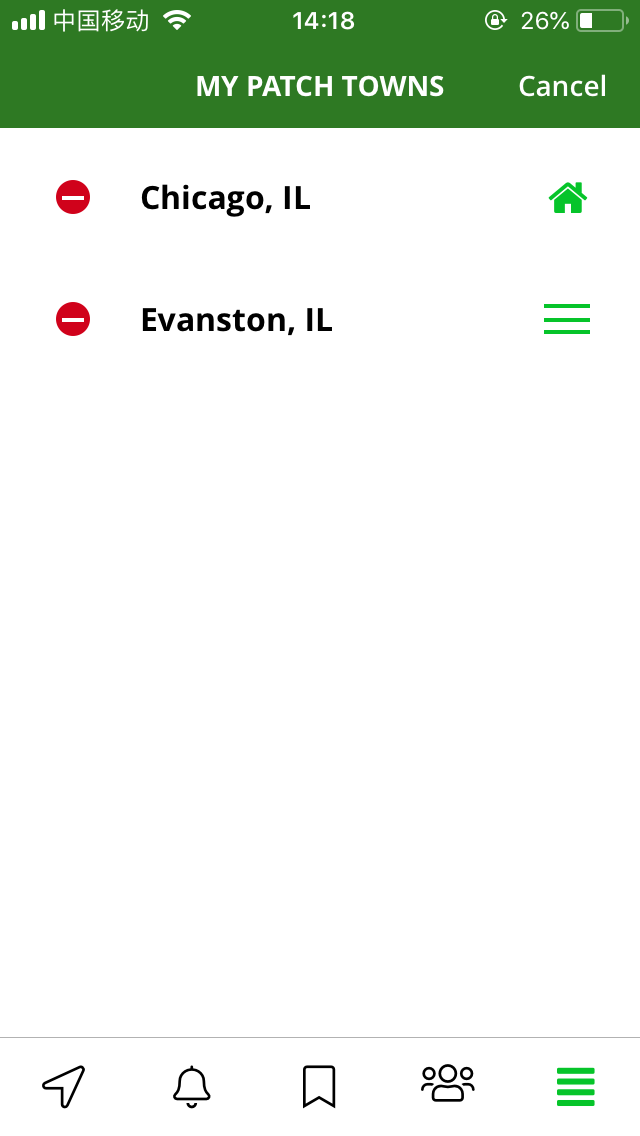 中国移动 14:18 26%
MY PATCH TOWNS Cancel
Chicago, IL
Evanston, IL